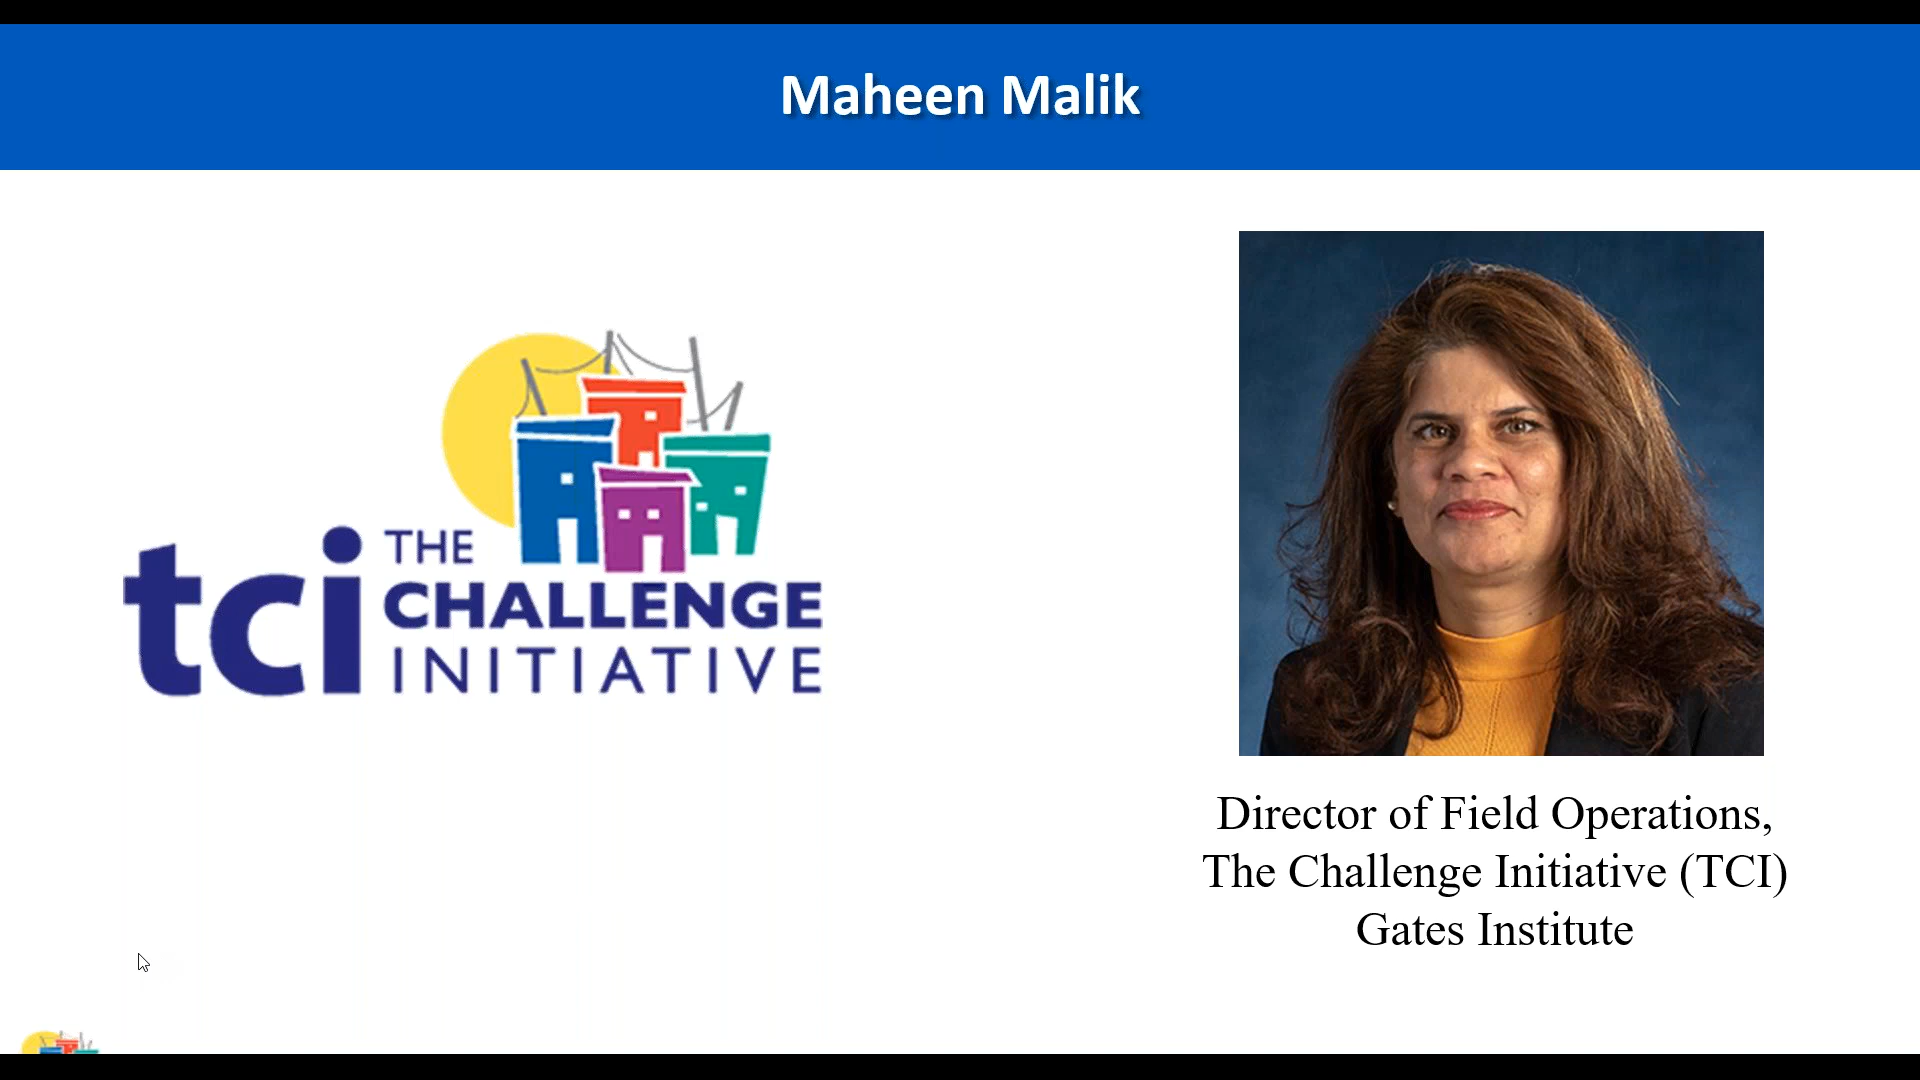 Maheen Malik
tci THE
CHALLENGE
INITIATIVE
Director of Field Operations,
The Challenge Initiative (TCI)
Gates Institute